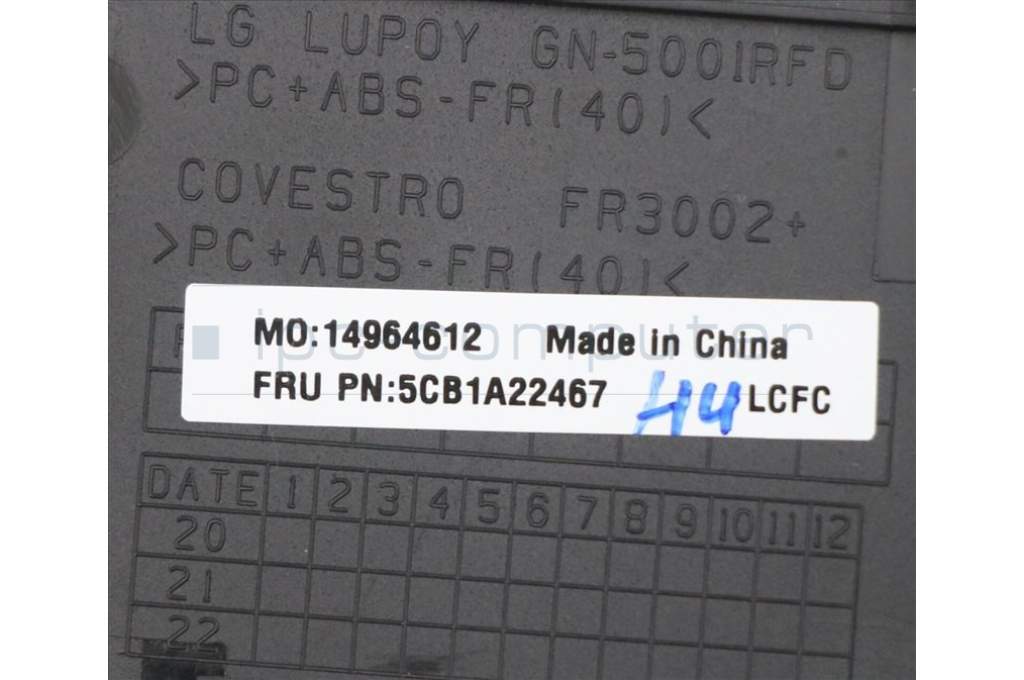 LG LUPOY GN-5001RFD
>PC+ABS-FR(40)<
COVESTRO FR3002+
>PC+ABS-FR(40)<
ipc computer
MO:14964612 Made in China
FRU PN:5CB1A22467 LCFC
DATE 1 2 3 4 5 6 7 8 9 10 11 12
20
21
22